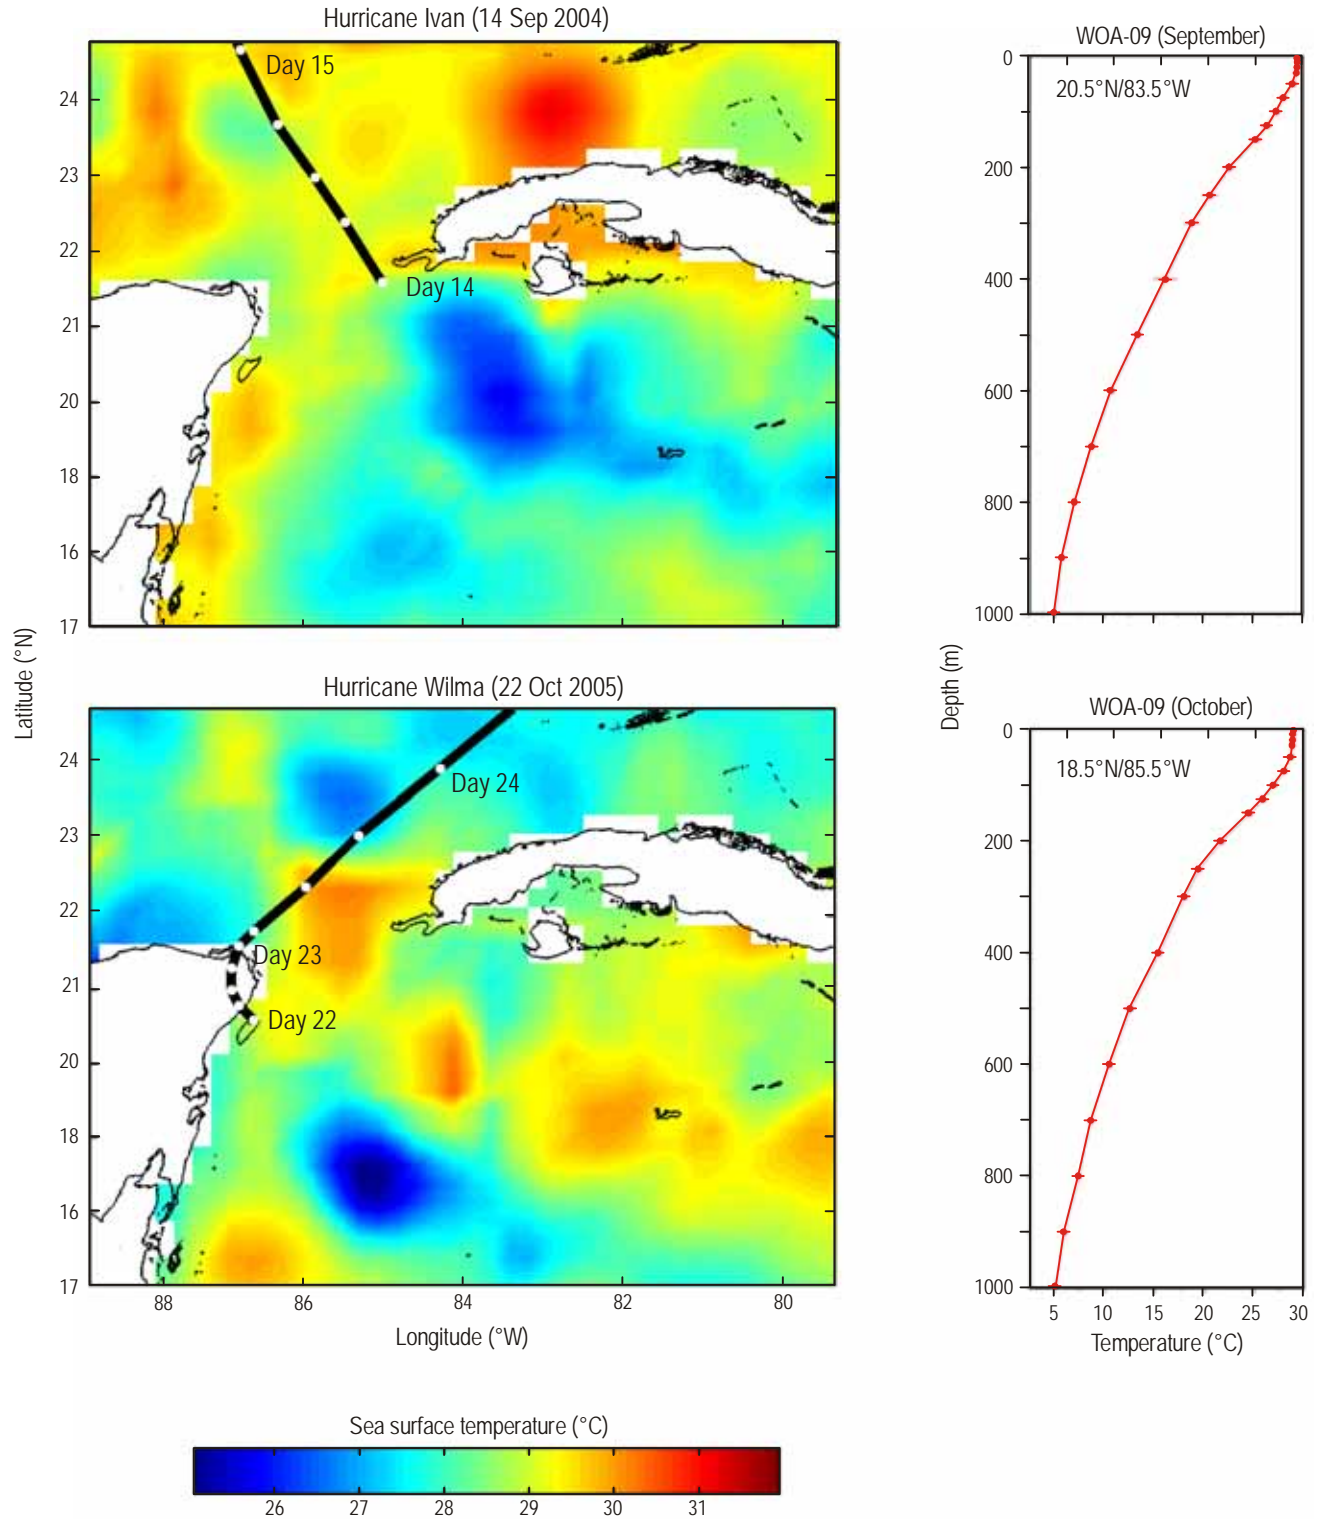 Hurricane Ivan (14 Sep 2004)
Day 15
Day 14
24
23
22
21
20
18
16
17
Latitude (°N)
Hurricane Wilma (22 Oct 2005)
Day 24
Day 23
Day 22
24
23
22
21
20
18
16
17
88
86
84
82
80
Longitude (°W)
WOA-09 (September)
20.5°N/83.5°W
0
200
400
600
800
1000
Depth (m)
WOA-09 (October)
18.5°N/85.5°W
0
200
400
600
800
1000
5
10
15
20
25
30
Temperature (°C)
Sea surface temperature (°C)
26
27
28
29
30
31